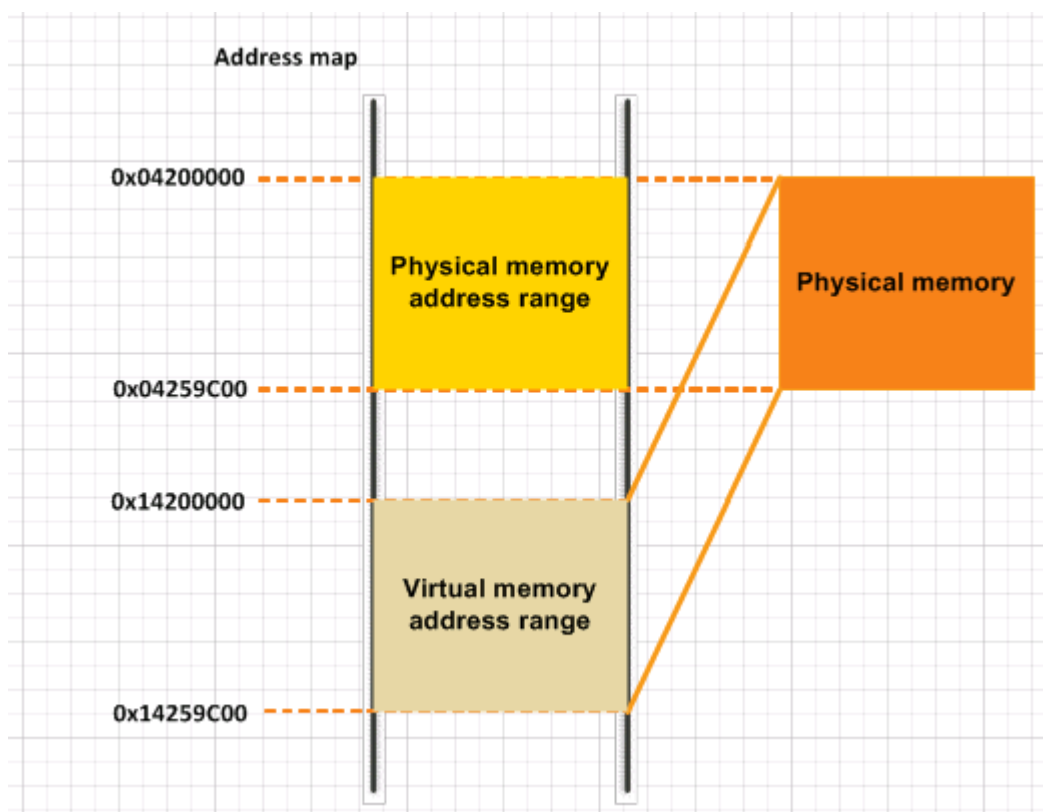 Address map
0x04200000
Physical memory
address range
Physical memory
0x04259C00
0x14200000
Virtual memory
address range
0x14259C00